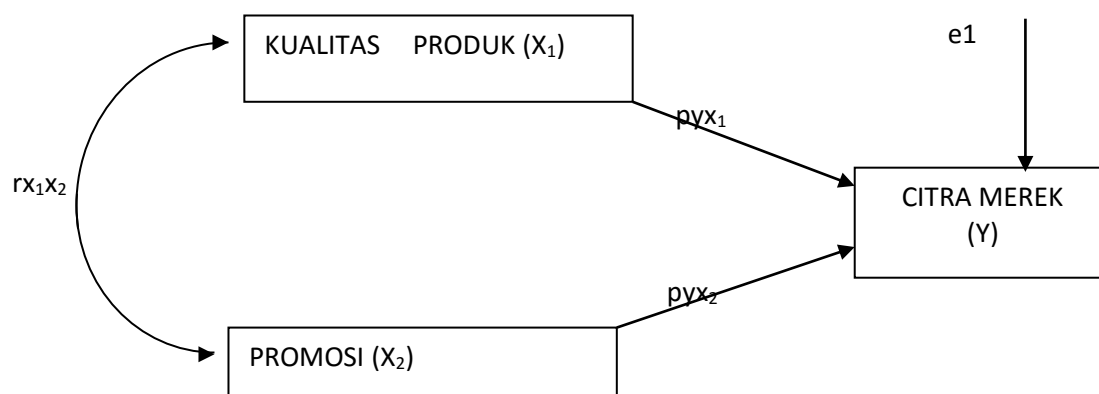 KUALITAS PRODUK (X₁)
e1
pyx₁
rx₁x₂
CITRA MEREK
(Y)
pyx₂
PROMOSI (X₂)